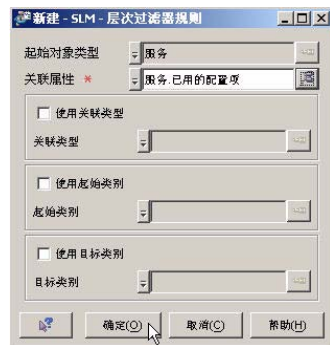 新建 - SLM - 层次过滤器规则
起始对象类型 服务
关联属性 * 服务.已用的配置项
使用关联类型
关联类型
使用起始类别
起始类别
使用目标类别
目标类别
确定(O) 取消(C) 帮助(H)